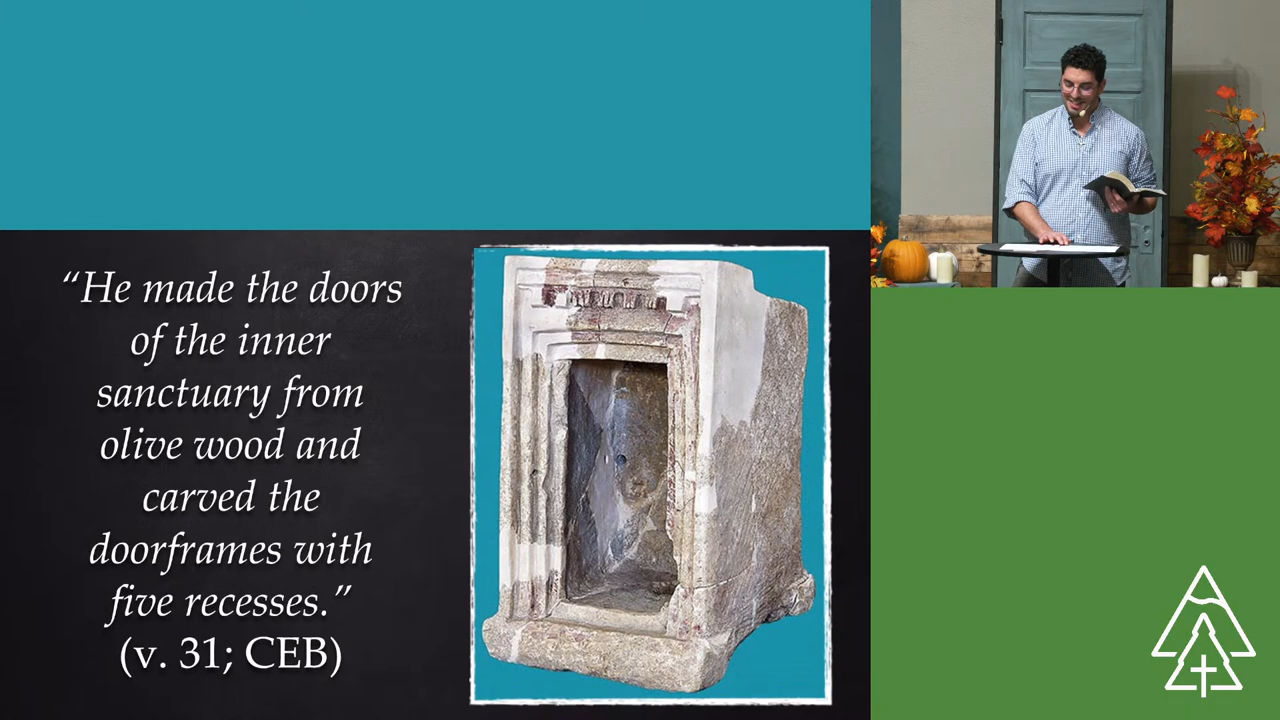 “He made the doors
of the inner
sanctuary from
olive wood and
carved the
doorframes with
five recesses.”
(v. 31; CEB)